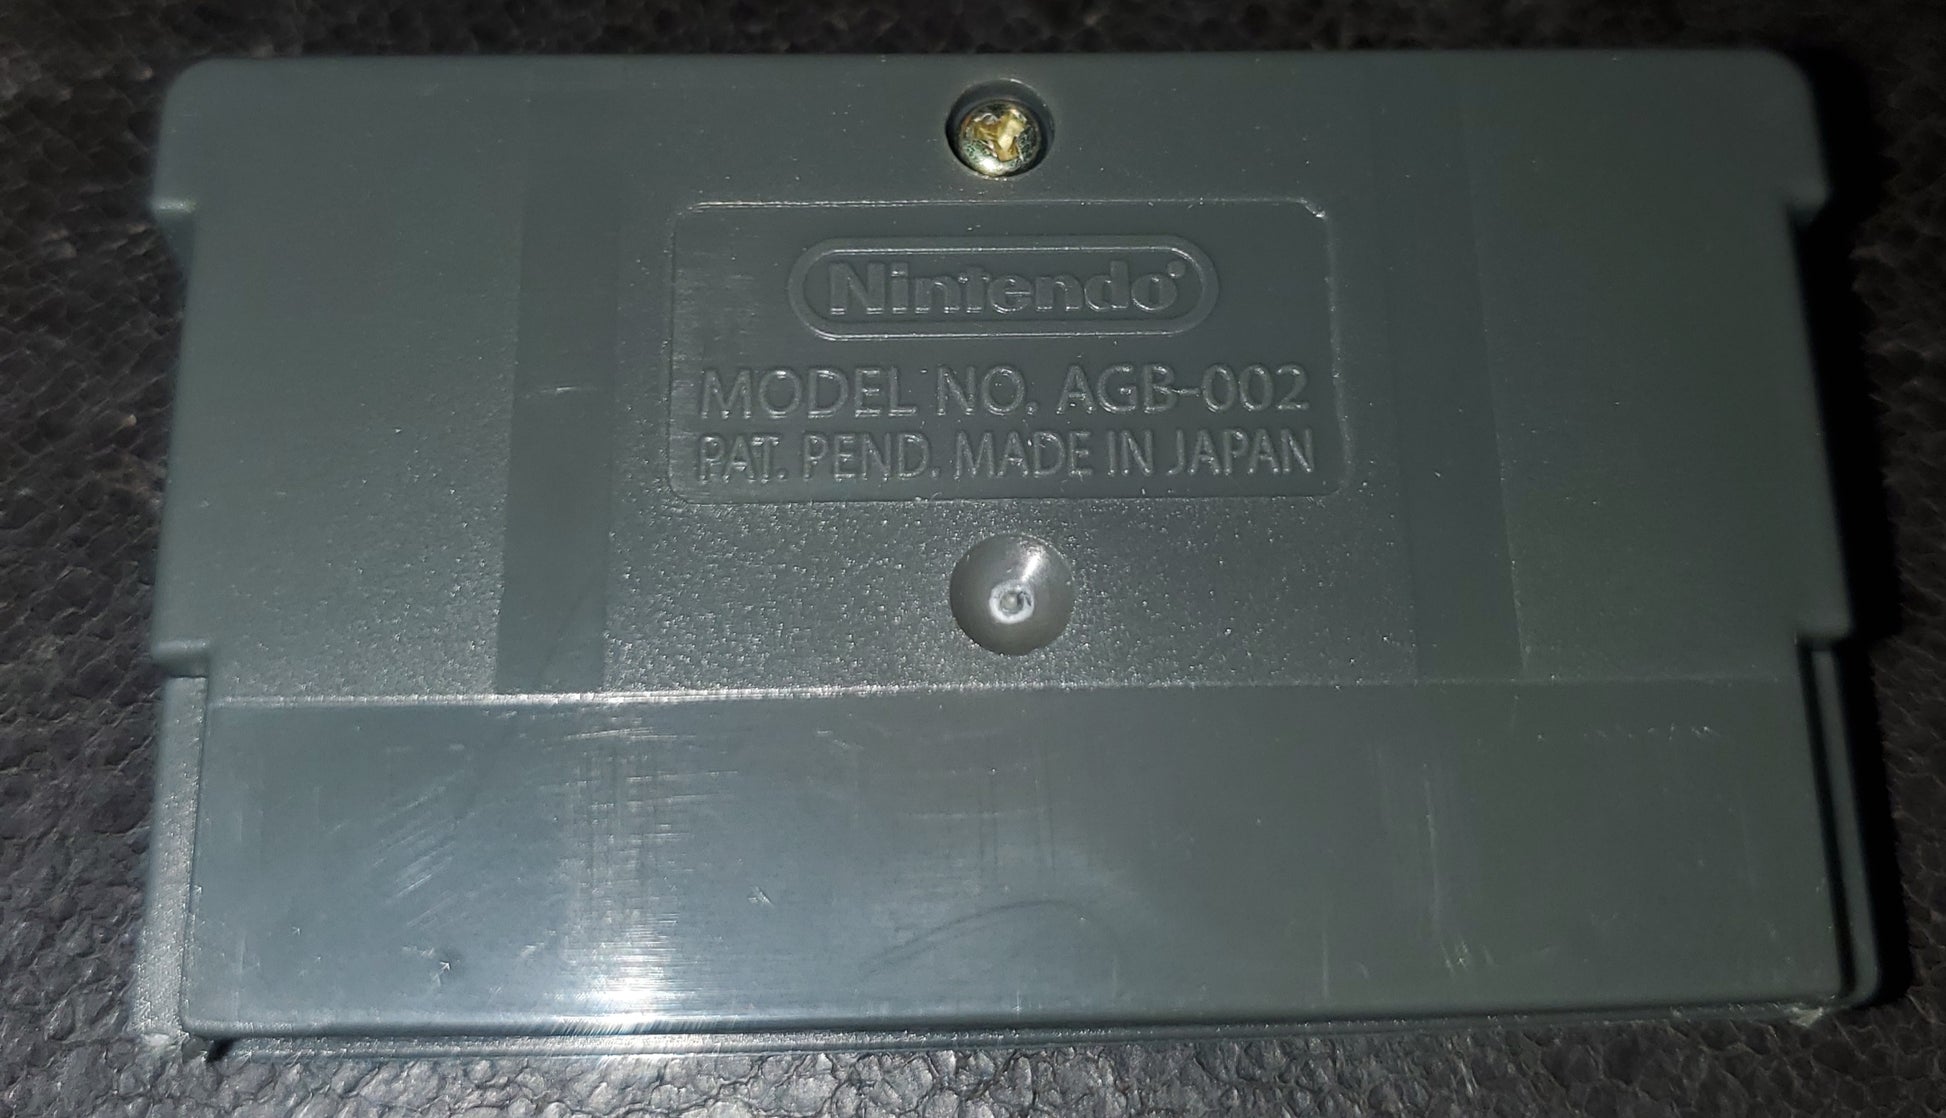 Nintendo
MODEL NO. AGB-002
PAT. PEND. MADE IN JAPAN